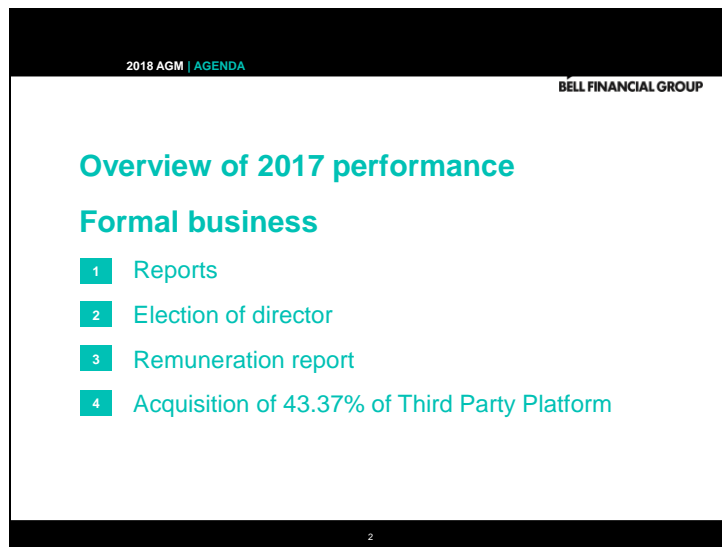 2018 AGM | AGENDA
BELL FINANCIAL GROUP
Overview of 2017 performance
Formal business
1 Reports
2 Election of director
3 Remuneration report
4 Acquisition of 43.37% of Third Party Platform
2